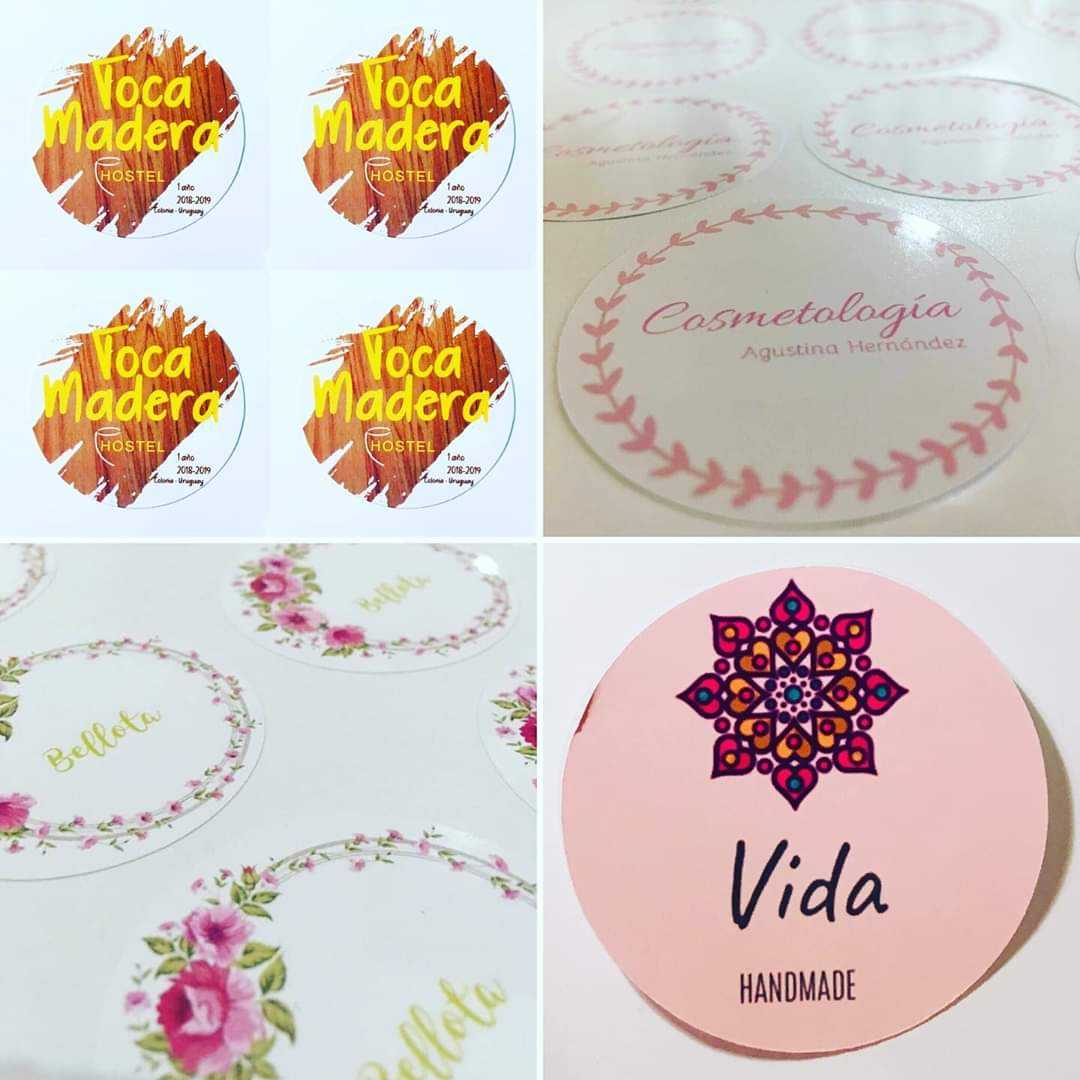 Toca
Madera
HOSTEL
1 año
2018-2019
Colonia - Uruguay
Toca
Madera
HOSTEL
1 año
2018-2019
Colonia - Uruguay
Toca
Madera
HOSTEL
1 año
2018-2019
Colonia - Uruguay
Toca
Madera
HOSTEL
1 año
2018-2019
Colonia - Uruguay
Cosmetología
Agustina Hernández
Cosmetología
Cosmetología
Agustina Hernández
Bellota
Bellota
Bellota
Vida
HANDMADE